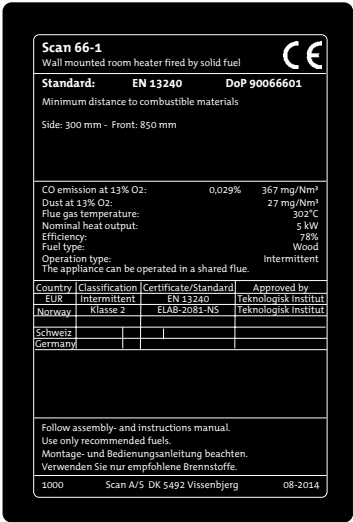 Scan 66-1
Wall mounted room heater fired by solid fuel
CE
Standard: EN 13240 DoP 90066601
Minimum distance to combustible materials
Side: 300 mm - Front: 850 mm
CO emission at 13% O2: 0,029% 367 mg/Nm³
Dust at 13% O2: 27 mg/Nm³
Flue gas temperature: 302°C
Nominal heat output: 5 kW
Efficiency: 78%
Fuel type: Wood
Operation type: Intermittent
The appliance can be operated in a shared flue.
Country Classification Certificate/Standard Approved by
EUR Intermittent EN 13240 Teknologisk Institut
Norway Klasse 2 ELAB-2081-NS Teknologisk Institut
Schweiz
Germany
Follow assembly- and instructions manual.
Use only recommended fuels.
Montage- und Bedienungsanleitung beachten.
Verwenden Sie nur empfohlene Brennstoffe.
1000 Scan A/S DK 5492 Vissenbjerg 08-2014